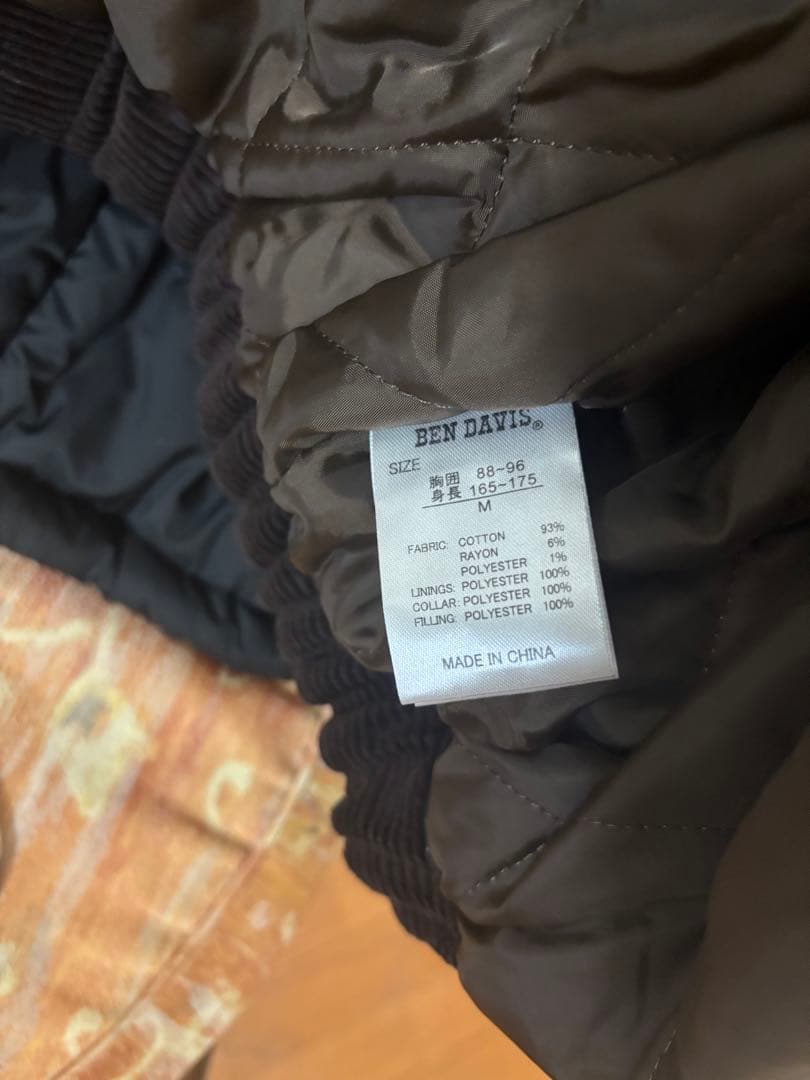 BEN DAVIS®
SIZE
胸囲 88~96
身長 165~175
M
FABRIC: COTTON 93%
RAYON 6%
POLYESTER 1%
LININGS: POLYESTER 100%
COLLAR: POLYESTER 100%
FILLING: POLYESTER 100%
MADE IN CHINA